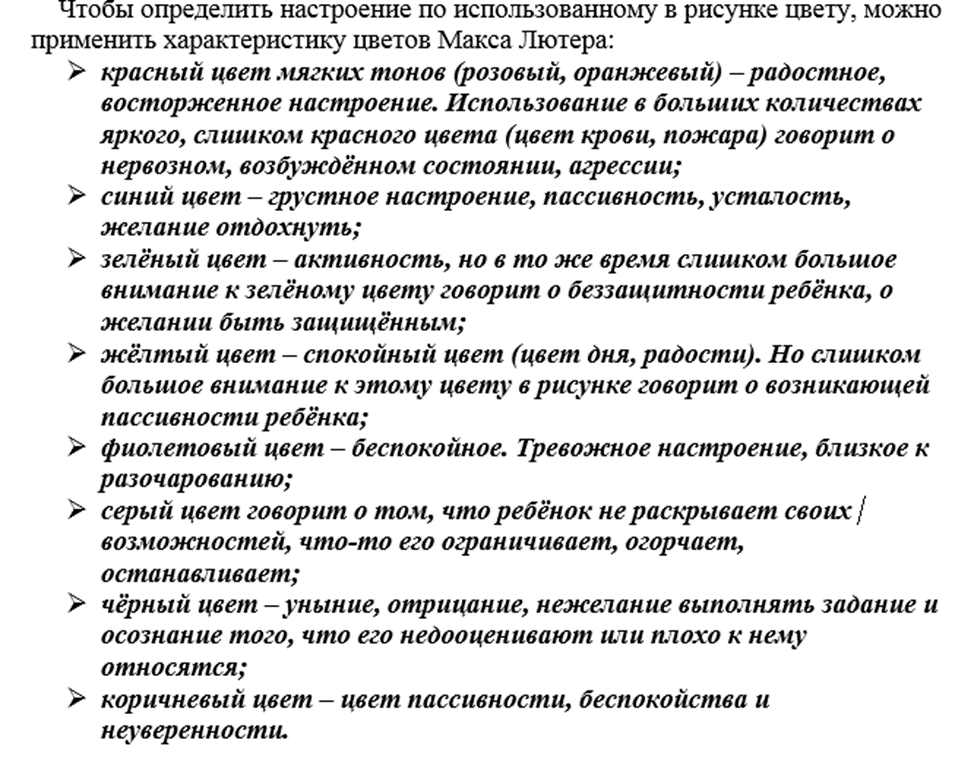 Чтобы определить настроение по использованному в рисунке цвету, можно
применить характеристику цветов Макса Лютера:
➢ красный цвет мягких тонов (розовый, оранжевый) – радостное,
восторженное настроение. Использование в больших количествах
яркого, слишком красного цвета (цвет крови, пожара) говорит о
нервозном, возбуждённом состоянии, агрессии;
➢ синий цвет – грустное настроение, пассивность, усталость,
желание отдохнуть;
➢ зелёный цвет – активность, но в то же время слишком большое
внимание к зелёному цвету говорит о беззащитности ребёнка, о
желании быть защищённым;
➢ жёлтый цвет – спокойный цвет (цвет дня, радости). Но слишком
большое внимание к этому цвету в рисунке говорит о возникающей
пассивности ребёнка;
➢ фиолетовый цвет – беспокойное. Тревожное настроение, близкое к
разочарованию;
➢ серый цвет говорит о том, что ребёнок не раскрывает своих
возможностей, что-то его ограничивает, огорчает,
останавливает;
➢ чёрный цвет – уныние, отрицание, нежелание выполнять задание и
осознание того, что его недооценивают или плохо к нему
относятся;
➢ коричневый цвет – цвет пассивности, беспокойства и
неуверенности.